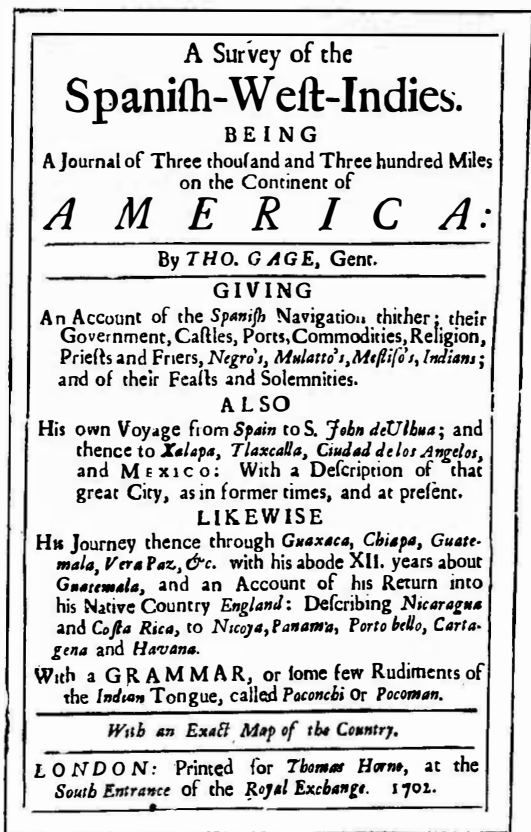 A Survey of the
Spaniſh-Weſt-Indies.
BEING
A Journal of Three thouſand and Three hundred Miles
on the Continent of
AMERICA:
By THO. GAGE, Gent.
GIVING
An Account of the Spaniſh Navigation thither; their
Government, Caſtles, Ports, Commodities, Religion,
Prieſts and Friers, Negro's, Mulatto's, Meſtiſo's, Indians;
and of their Feaſts and Solemnities.
ALSO
His own Voyage from Spain to S. John deUlhua; and
thence to Xalapa, Tlaxcalla, Ciudad de los Angelos,
and MEXICO: With a Deſcription of that
great City, as in former times, and at preſent.
LIKEWISE
His Journey thence through Guaxaca, Chiapa, Guate-
mala, Vera Paz, &c. with his abode XII. years about
Guatemala, and an Account of his Return into
his Native Country England: Deſcribing Nicaragua
and Coſta Rica, to Nicoya, Panama, Porto bello, Carta-
gena and Havana.
With a GRAMMAR, or ſome few Rudiments of
the Indian Tongue, called Poconchi or Pocoman.
With an Exact Map of the Country.
LONDON: Printed for Thomas Horne, at the
South Entrance of the Royal Exchange. 1702.